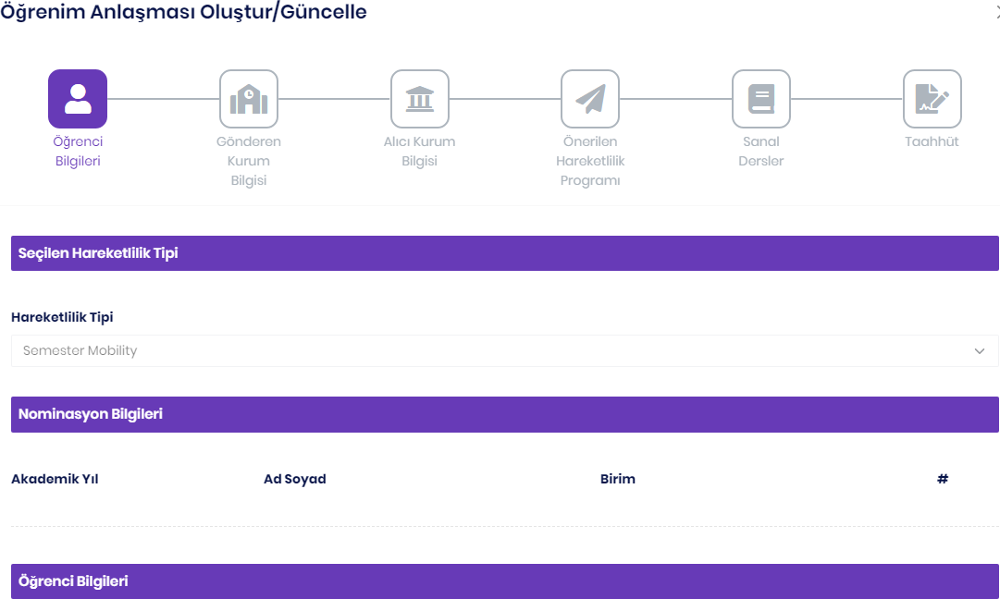 Öğrenim Anlaşması Oluştur/Güncelle
Öğrenci
Bilgileri
Gönderen
Kurum
Bilgisi
Alıcı Kurum
Bilgisi
Önerilen
Hareketlilik
Programı
Sanal
Dersler
Taahhüt
Seçilen Hareketlilik Tipi
Hareketlilik Tipi
Semester Mobility
Nominasyon Bilgileri
Akademik Yıl Ad Soyad Birim #
Öğrenci Bilgileri